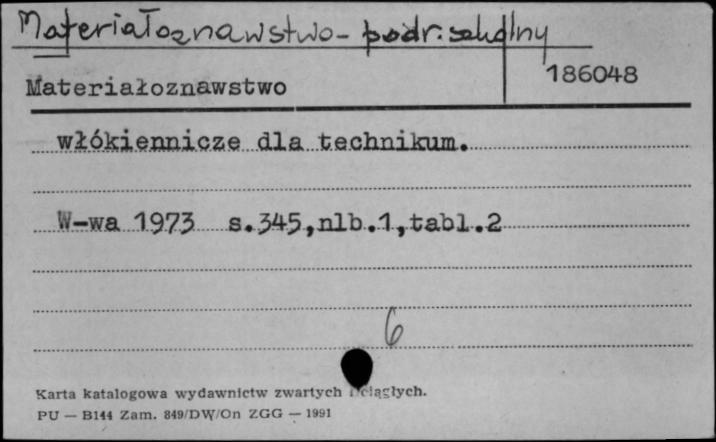 Materiałoznawstwo - podr. szkolny
Materiałoznawstwo 186048
włókiennicze dla technikum.
W-wa 1973 s.345,nlb.1,tabl.2
6
Karta katalogowa wydawnictw zwartych i ciągłych.
PU — B144 Zam. 849/DW/On ZGG — 1991